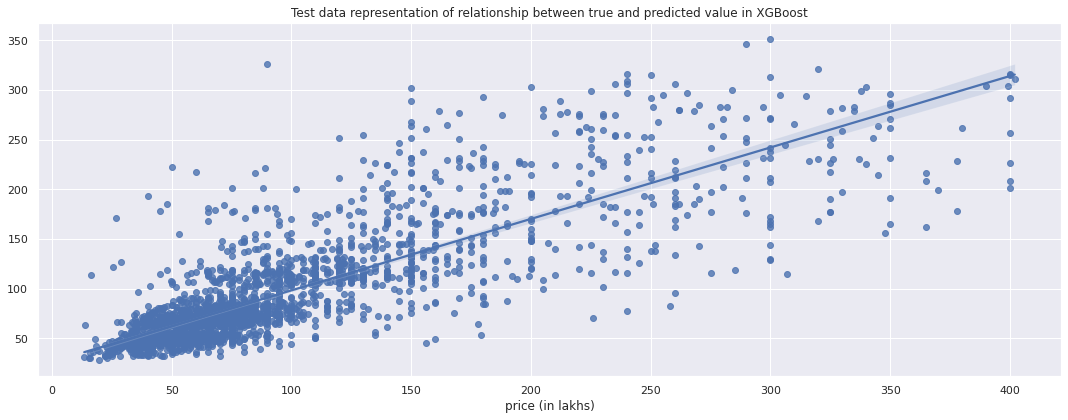 Test data representation of relationship between true and predicted value in XGBoost
350
300
250
200
150
100
50
0 50 100 150 200 250 300 350 400
price (in lakhs)